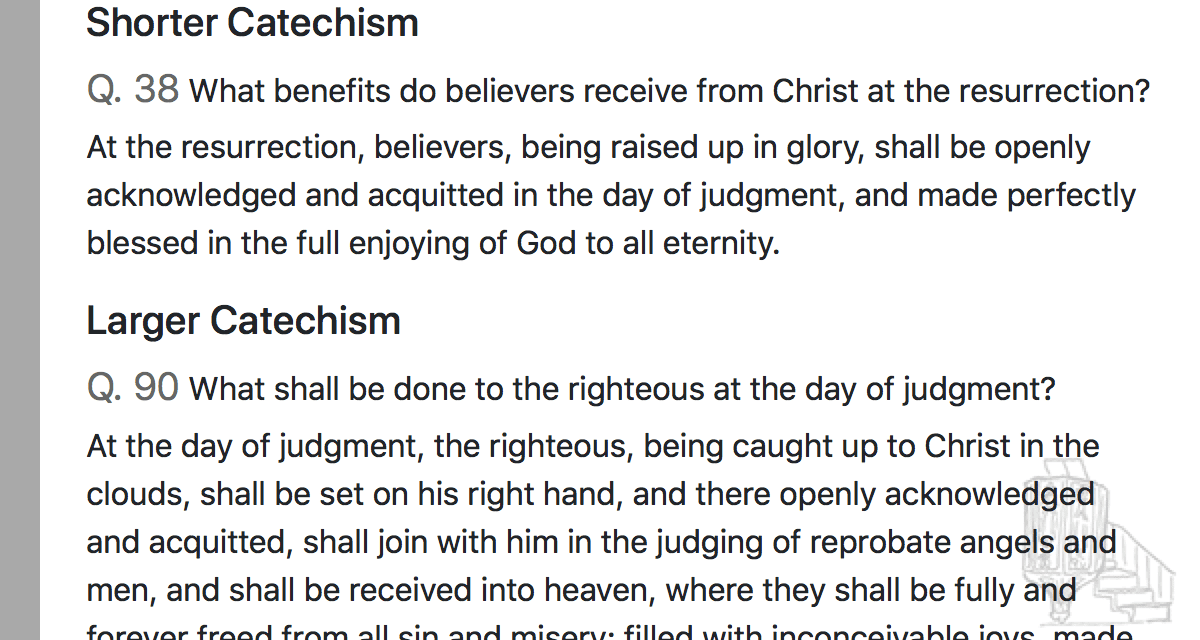 Shorter Catechism
Q. 38 What benefits do believers receive from Christ at the resurrection?
At the resurrection, believers, being raised up in glory, shall be openly
acknowledged and acquitted in the day of judgment, and made perfectly
blessed in the full enjoying of God to all eternity.
Larger Catechism
Q. 90 What shall be done to the righteous at the day of judgment?
At the day of judgment, the righteous, being caught up to Christ in the
clouds, shall be set on his right hand, and there openly acknowledged
and acquitted, shall join with him in the judging of reprobate angels and
men, and shall be received into heaven, where they shall be fully and
forever freed from all sin and misery; filled with inconceivable joys, made